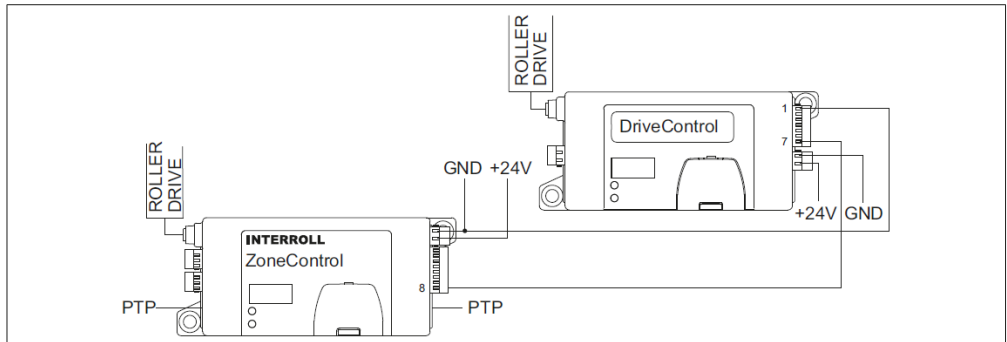 ROLLER
DRIVE
1
DriveControl
7
GND +24V
+24V GND
ROLLER
DRIVE
INTERROLL
ZoneControl
8
PTP
PTP